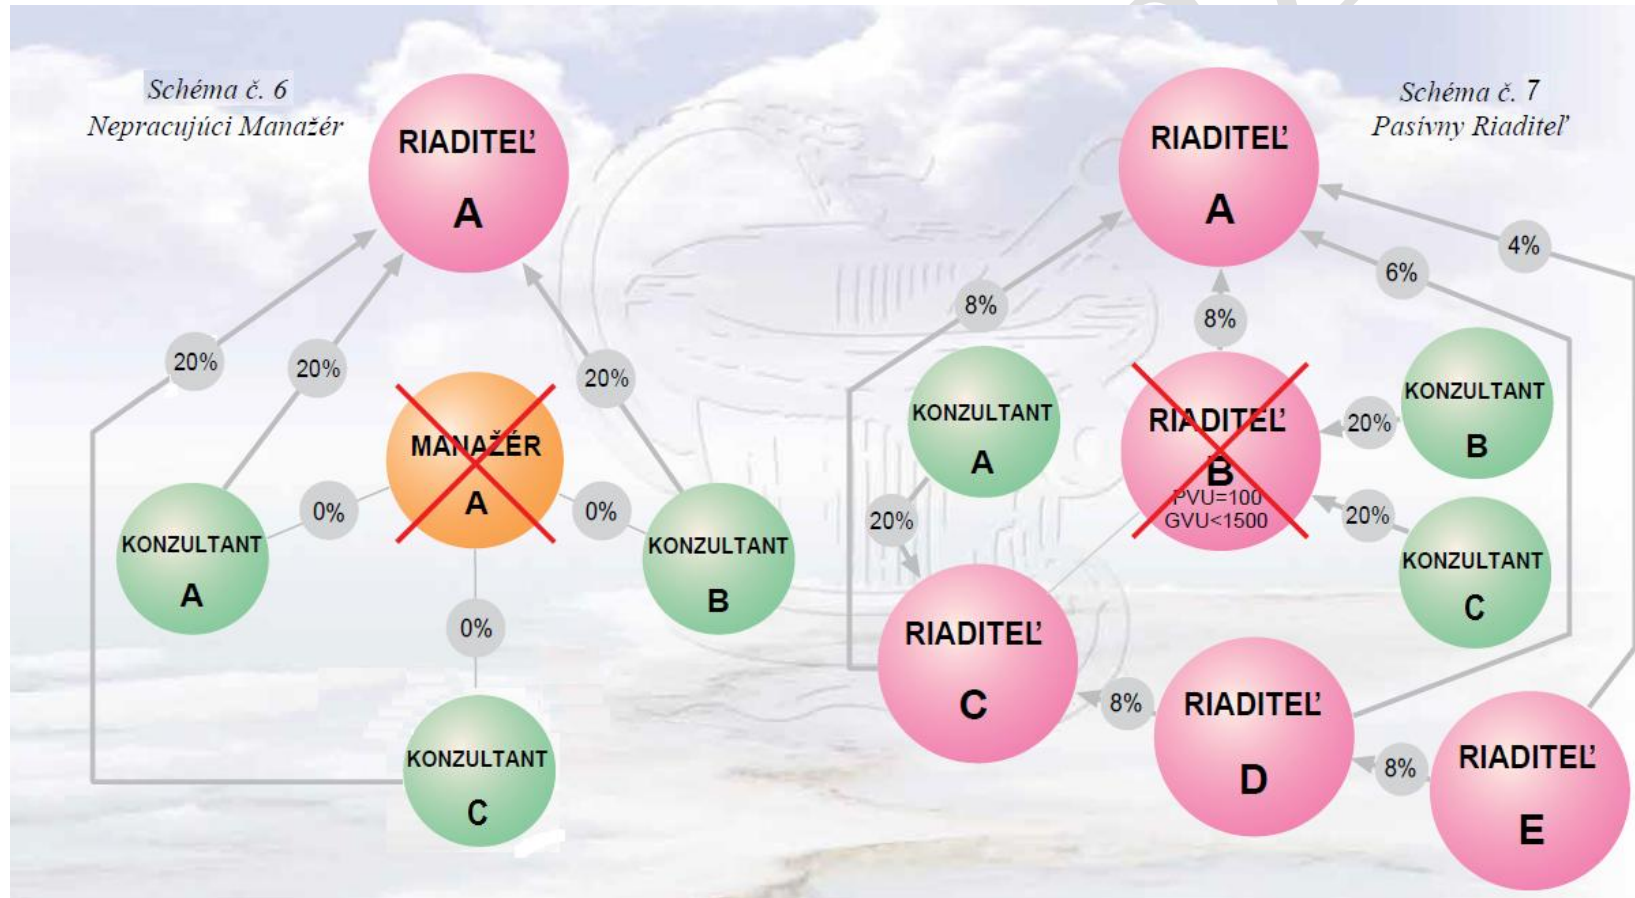 Schéma č. 6
Nepracujúci Manažér
RIADITEĽ
A
20%
20%
20%
MANAŽÉR
A
0%
0%
0%
KONZULTANT
A
KONZULTANT
B
KONZULTANT
C
Schéma č. 7
Pasívny Riaditeľ
RIADITEĽ
A
4%
6%
8%
8%
KONZULTANT
A
RIADITEĽ
B
PVU=100
GVU<1500
20%
KONZULTANT
B
20%
KONZULTANT
C
20%
RIADITEĽ
C
8%
RIADITEĽ
D
8%
RIADITEĽ
E